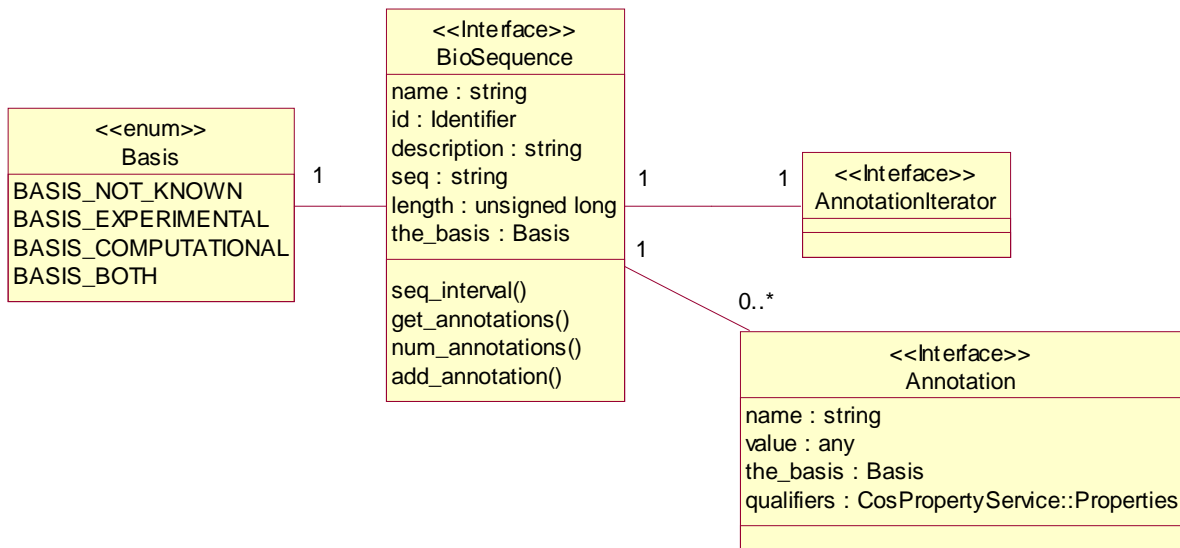 <<Interface>>
BioSequence
name : string
id : Identifier
description : string
seq : string
length : unsigned long
the_basis : Basis
seq_interval()
get_annotations()
num_annotations()
add_annotation()
<<enum>>
Basis
BASIS_NOT_KNOWN
BASIS_EXPERIMENTAL
BASIS_COMPUTATIONAL
BASIS_BOTH
1
1
1
<<Interface>>
AnnotationIterator
1
0..*
<<Interface>>
Annotation
name : string
value : any
the_basis : Basis
qualifiers : CosPropertyService::Properties